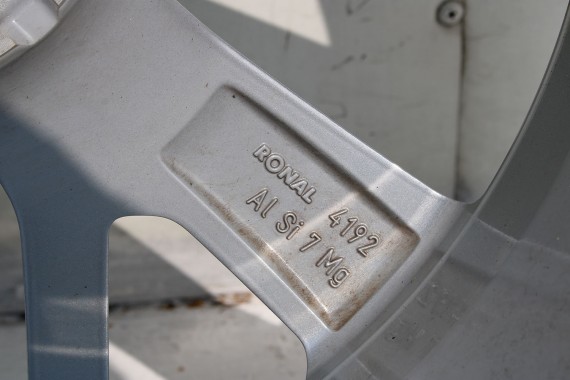 RONAL 4192
Al Si 7 Mg